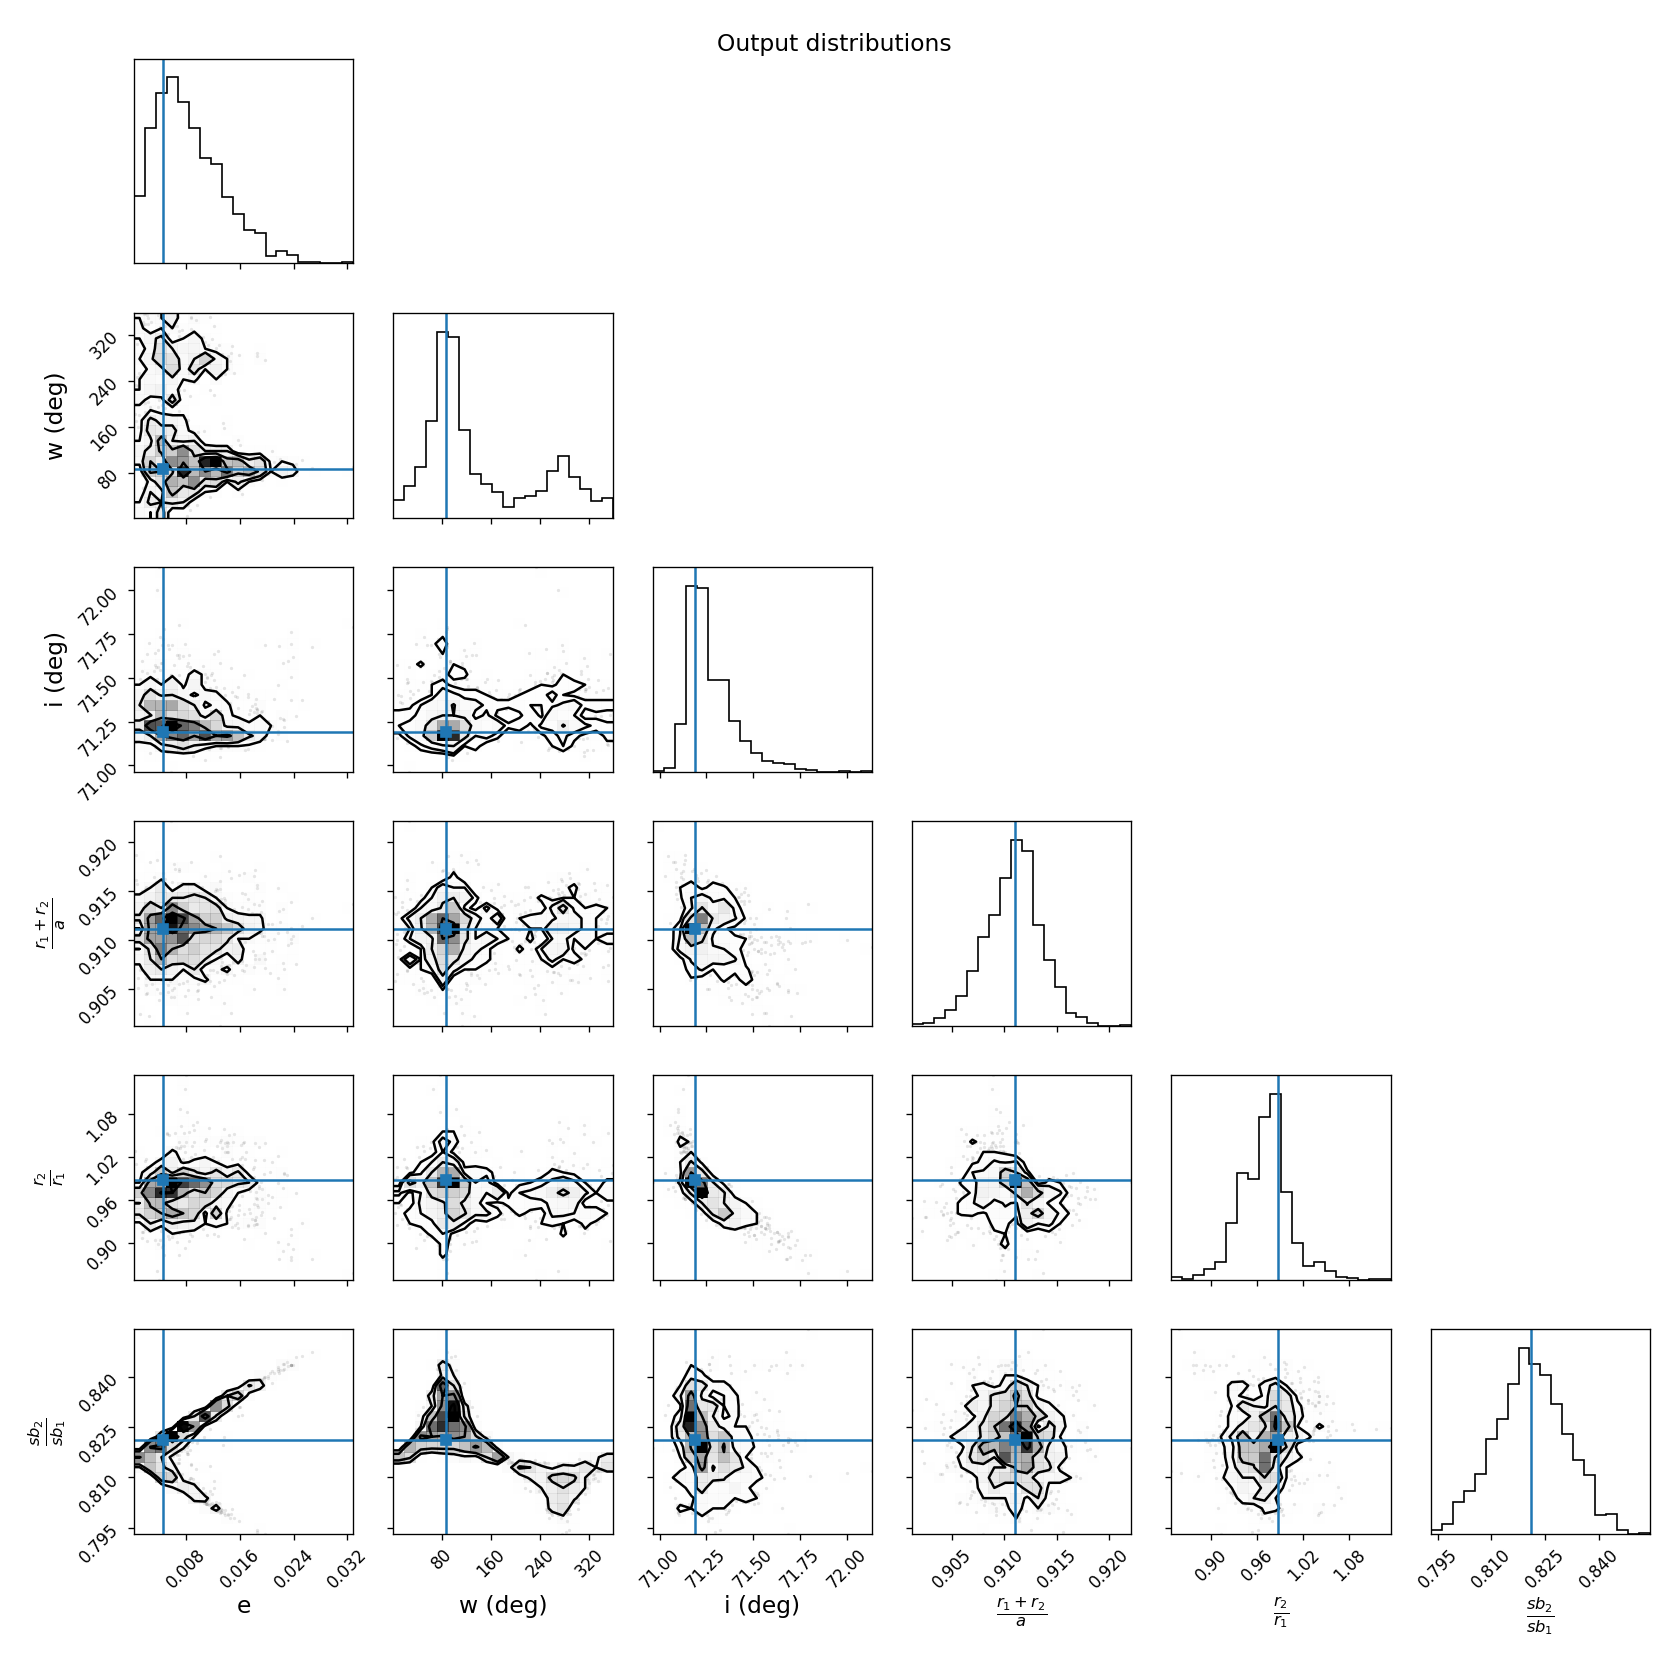 Output distributions
w (deg)
320
240
160
80
i (deg)
72.00
71.75
71.50
71.25
71.00
r₁ + r₂
a
0.920
0.915
0.910
0.905
r₂
r₁
1.08
1.02
0.96
0.90
sb₂
sb₁
0.840
0.825
0.810
0.795
0.008 0.016 0.024 0.032
80 160 240 320
71.00 71.25 71.50 71.75 72.00
0.905 0.910 0.915 0.920
0.90 0.96 1.02 1.08
0.795 0.810 0.825 0.840
e
w (deg)
i (deg)
r₁ + r₂
a
r₂
r₁
sb₂
sb₁